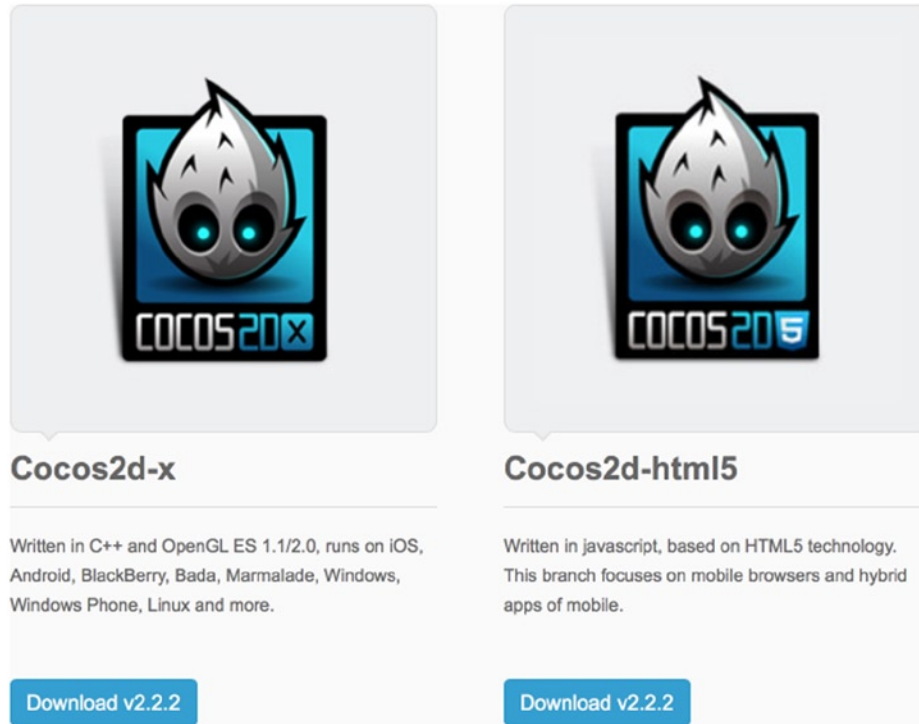 COCOS2DX
Cocos2d-x
Written in C++ and OpenGL ES 1.1/2.0, runs on iOS,
Android, BlackBerry, Bada, Marmalade, Windows,
Windows Phone, Linux and more.
Download v2.2.2
COCOS2D5
Cocos2d-html5
Written in javascript, based on HTML5 technology.
This branch focuses on mobile browsers and hybrid
apps of mobile.
Download v2.2.2